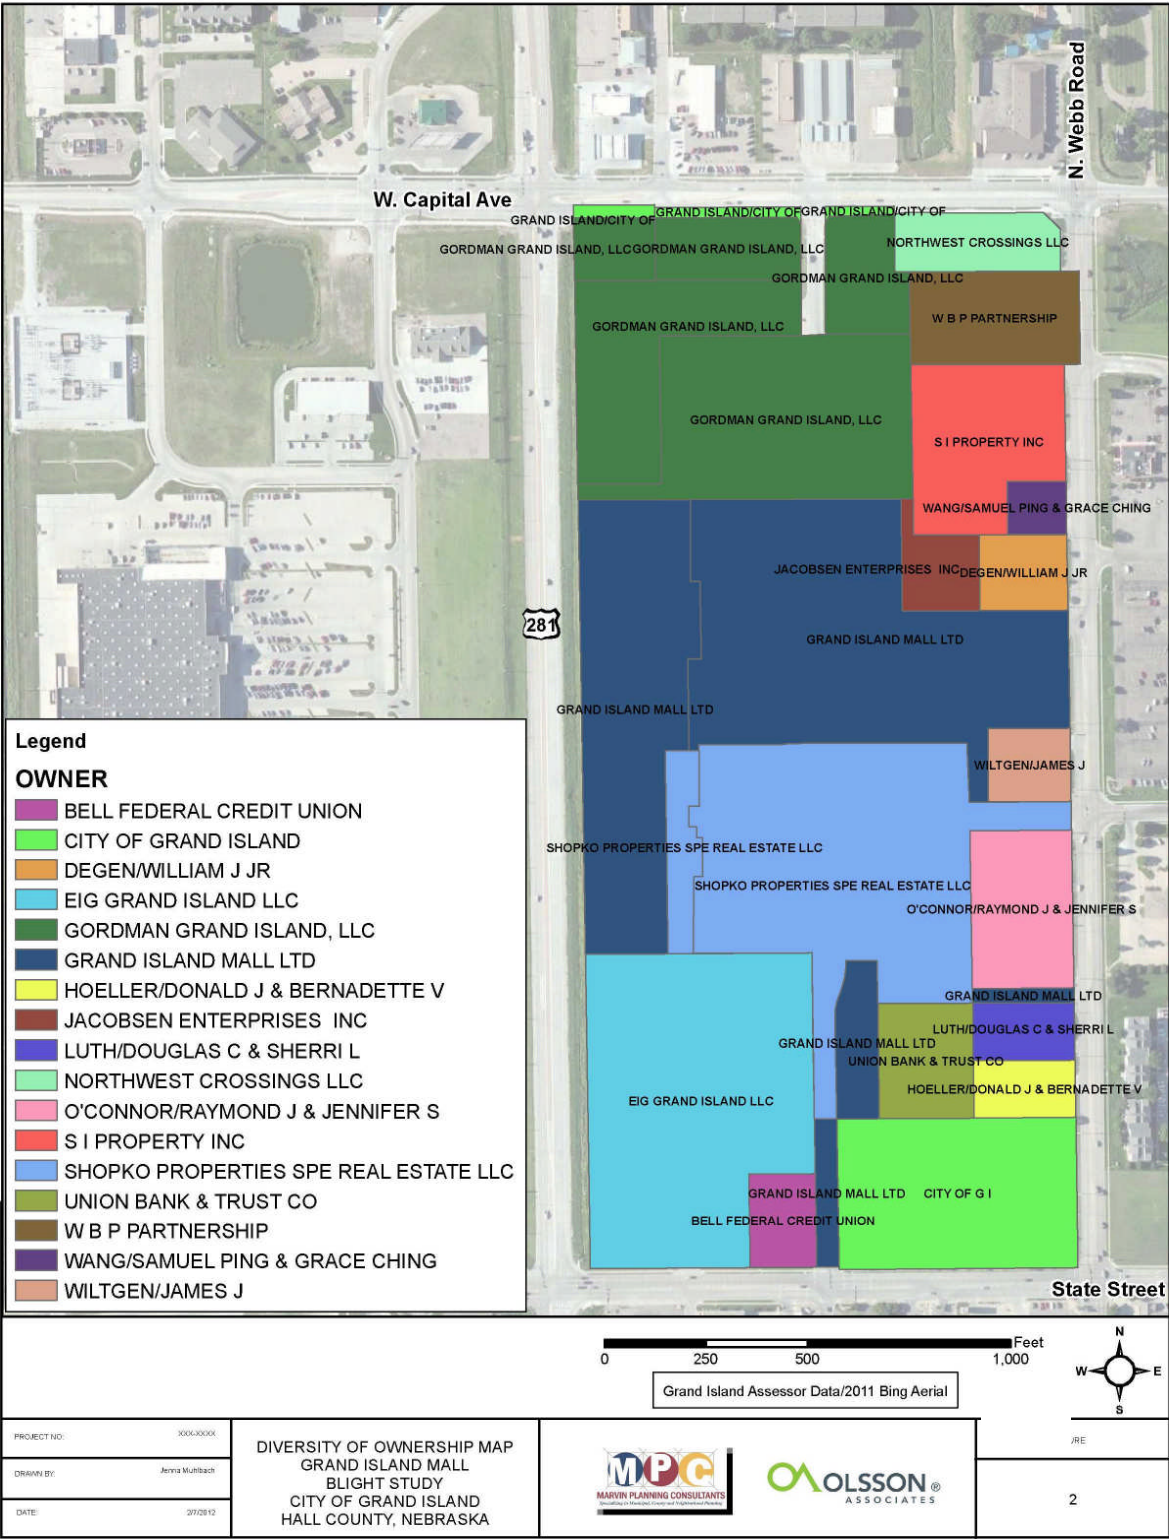 N. Webb Road
W. Capital Ave
GRAND ISLAND/CITY OF
GRAND ISLAND/CITY OF
GRAND ISLAND/CITY OF
GORDMAN GRAND ISLAND, LLC
GORDMAN GRAND ISLAND, LLC
NORTHWEST CROSSINGS LLC
GORDMAN GRAND ISLAND, LLC
W B P PARTNERSHIP
GORDMAN GRAND ISLAND, LLC
GORDMAN GRAND ISLAND, LLC
S I PROPERTY INC
WANG/SAMUEL PING & GRACE CHING
JACOBSEN ENTERPRISES INC
DEGEN/WILLIAM J JR
281
GRAND ISLAND MALL LTD
GRAND ISLAND MALL LTD
WILTGEN/JAMES J
SHOPKO PROPERTIES SPE REAL ESTATE LLC
SHOPKO PROPERTIES SPE REAL ESTATE LLC
O'CONNOR/RAYMOND J & JENNIFER S
GRAND ISLAND MALL LTD
LUTH/DOUGLAS C & SHERRI L
GRAND ISLAND MALL LTD
UNION BANK & TRUST CO
HOELLER/DONALD J & BERNADETTE V
EIG GRAND ISLAND LLC
GRAND ISLAND MALL LTD
CITY OF G I
BELL FEDERAL CREDIT UNION
State Street
Legend
OWNER
BELL FEDERAL CREDIT UNION
CITY OF GRAND ISLAND
DEGEN/WILLIAM J JR
EIG GRAND ISLAND LLC
GORDMAN GRAND ISLAND, LLC
GRAND ISLAND MALL LTD
HOELLER/DONALD J & BERNADETTE V
JACOBSEN ENTERPRISES INC
LUTH/DOUGLAS C & SHERRI L
NORTHWEST CROSSINGS LLC
O'CONNOR/RAYMOND J & JENNIFER S
S I PROPERTY INC
SHOPKO PROPERTIES SPE REAL ESTATE LLC
UNION BANK & TRUST CO
W B P PARTNERSHIP
WANG/SAMUEL PING & GRACE CHING
WILTGEN/JAMES J
Feet
0 250 500 1,000
Grand Island Assessor Data/2011 Bing Aerial
N
W E
S
PROJECT NO: XXX-XXXX
DRAWN BY: Jenna Muhlbach
DATE: 2/7/2012
DIVERSITY OF OWNERSHIP MAP
GRAND ISLAND MALL
BLIGHT STUDY
CITY OF GRAND ISLAND
HALL COUNTY, NEBRASKA
MPC
MARVIN PLANNING CONSULTANTS
Specializing in Municipal, County and Neighborhood Planning
OA OLSSON ®
ASSOCIATES
2